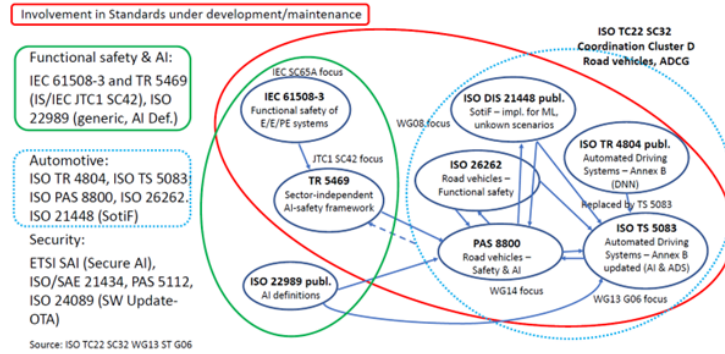 Involvement in Standards under development/maintenance
ISO TC22 SC32
Coordination Cluster D
Road vehicles, ADCG
Functional safety & AI:
IEC 61508-3 and TR 5469
(IS/IEC JTC1 SC42), ISO
22989 (generic, AI Def.)
Automotive:
ISO TR 4804, ISO TS 5083,
ISO PAS 8800, ISO 26262.
ISO 21448 (SotiF)
Security:
ETSI SAI (Secure AI),
ISO/SAE 21434, PAS 5112,
ISO 24089 (SW Update-
OTA)
Source: ISO TC22 SC32 WG13 ST G06
IEC SC65A focus
IEC 61508-3
Functional safety of
E/E/PE systems
JTC1 SC42 focus
TR 5469
Sector-independent
AI-safety framework
ISO 22989 publ.
AI definitions
WG08 focus
ISO DIS 21448 publ.
SotiF – impl. for ML,
unkown scenarios
ISO 26262
Road vehicles –
Functional safety
ISO TR 4804 publ.
Automated Driving
Systems – Annex B
(DNN)
Replaced by TS 5083
PAS 8800
Road vehicles –
Safety & AI
WG14 focus
ISO TS 5083
Automated Driving
Systems – Annex B
updated (AI & ADS)
WG13 G06 focus